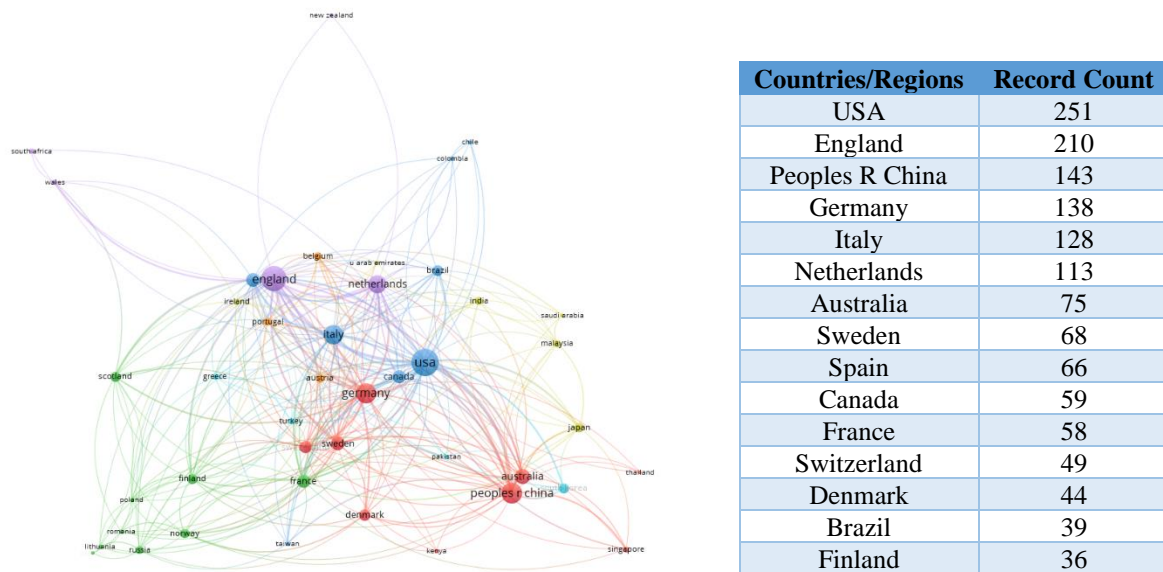 new zealand
southafrica
wales
chile
colombia
belgium
u arab emirates
england
netherlands
brazil
ireland
india
portugal
saudi arabia
italy
malaysia
usa
scotland
greece
austria
canada
germany
turkey
japan
sweden
pakistan
finland
france
australia
thailand
peoples r china
poland
denmark
romania
norway
lithuania
russia
taiwan
kenya
singapore
Countries/Regions Record Count
USA 251
England 210
Peoples R China 143
Germany 138
Italy 128
Netherlands 113
Australia 75
Sweden 68
Spain 66
Canada 59
France 58
Switzerland 49
Denmark 44
Brazil 39
Finland 36